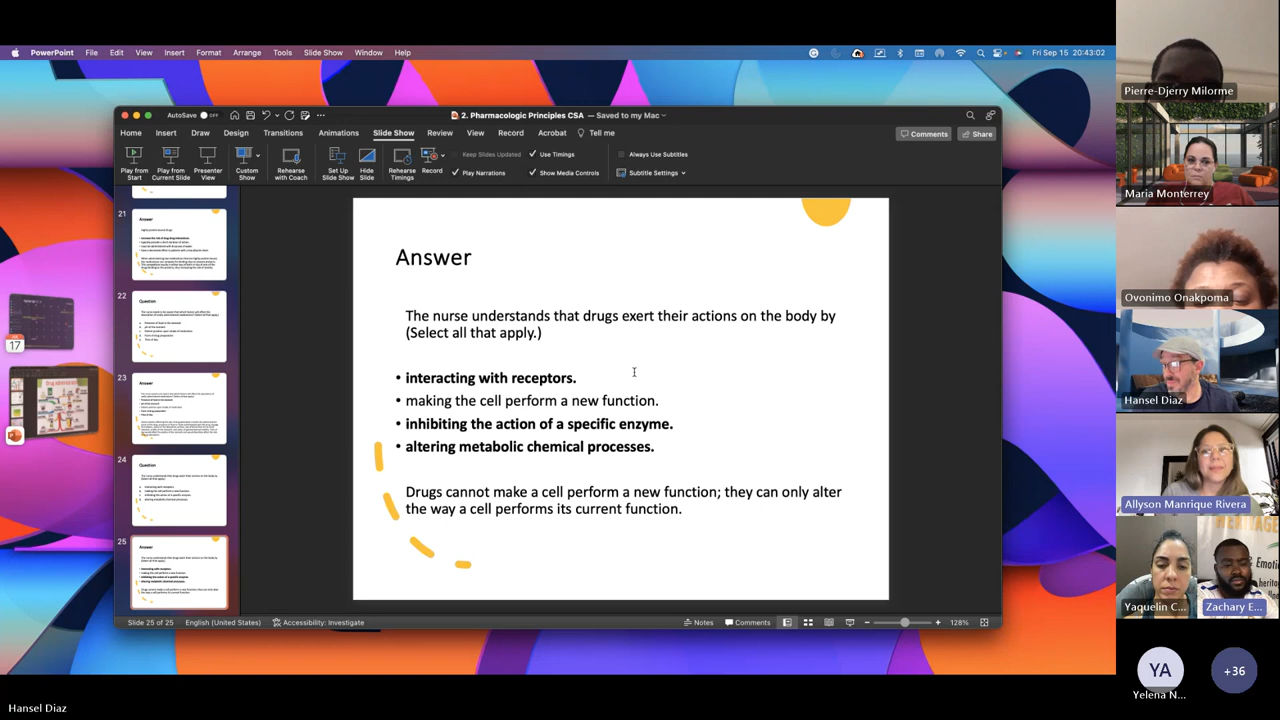 PowerPoint File Edit View Insert Format Arrange Tools Slide Show Window Help
Fri Sep 15 20:43:02
AutoSave OFF
2. Pharmacologic Principles CSA — Saved to my Mac
Home Insert Draw Design Transitions Animations Slide Show Review View Record Acrobat Tell me
Comments Share
Play from Start
Play from Current Slide
Presenter View
Custom Show
Rehearse with Coach
Set Up Slide Show
Hide Slide
Rehearse Timings
Record
Keep Slides Updated
Use Timings
Play Narrations
Show Media Controls
Always Use Subtitles
Subtitle Settings
21
Answer
22
Question
23
Answer
24
Question
25
Answer
17
Answer
The nurse understands that drugs exert their actions on the body by
(Select all that apply.)
• interacting with receptors.
• making the cell perform a new function.
• inhibiting the action of a specific enzyme.
• altering metabolic chemical processes.
Drugs cannot make a cell perform a new function; they can only alter
the way a cell performs its current function.
Slide 25 of 25 English (United States) Accessibility: Investigate
Notes Comments
128%
Pierre-Djerry Milorme
Maria Monterrey
Ovonimo Onakpoma
Hansel Diaz
Allyson Manrique Rivera
Yaquelin C...
Zachary E...
YA
Yelena N...
+36
Hansel Diaz